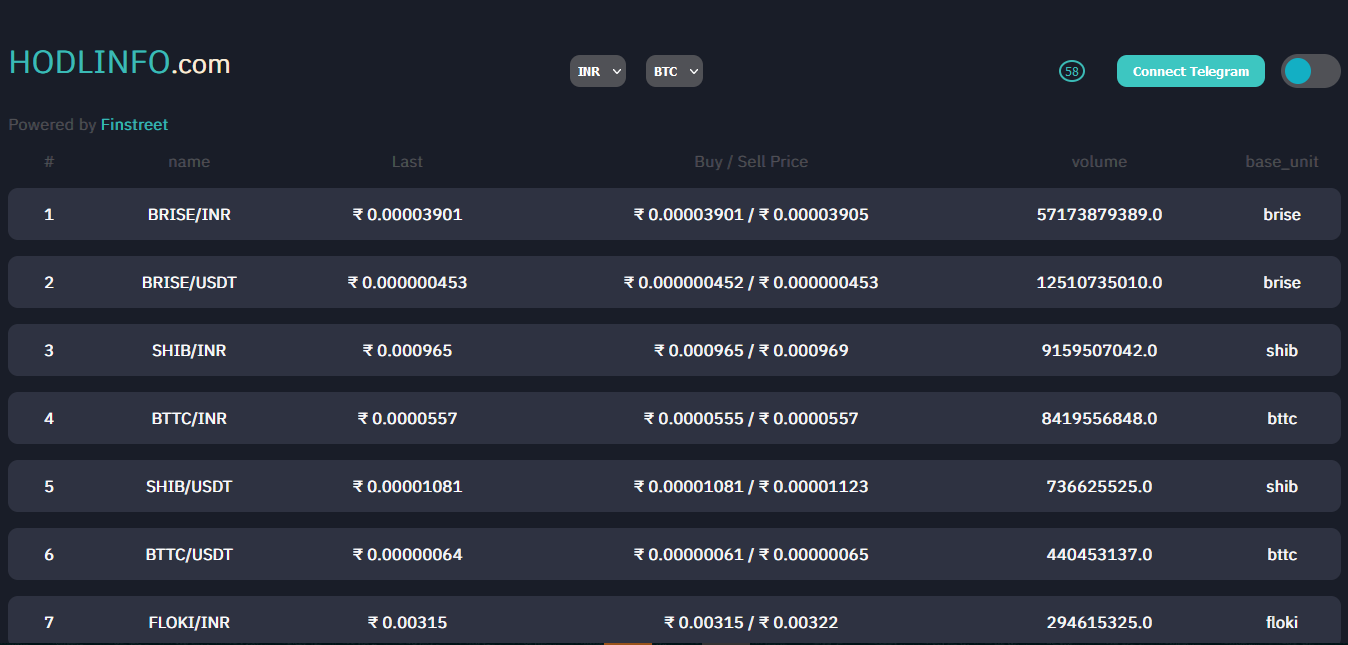 HODLINFO.com
INR BTC 58 Connect Telegram
Powered by Finstreet
# name Last Buy / Sell Price volume base_unit
1 BRISE/INR ₹ 0.00003901 ₹ 0.00003901 / ₹ 0.00003905 57173879389.0 brise
2 BRISE/USDT ₹ 0.000000453 ₹ 0.000000452 / ₹ 0.000000453 12510735010.0 brise
3 SHIB/INR ₹ 0.000965 ₹ 0.000965 / ₹ 0.000969 9159507042.0 shib
4 BTTC/INR ₹ 0.0000557 ₹ 0.0000555 / ₹ 0.0000557 8419556848.0 bttc
5 SHIB/USDT ₹ 0.00001081 ₹ 0.00001081 / ₹ 0.00001123 736625525.0 shib
6 BTTC/USDT ₹ 0.00000064 ₹ 0.00000061 / ₹ 0.00000065 440453137.0 bttc
7 FLOKI/INR ₹ 0.00315 ₹ 0.00315 / ₹ 0.00322 294615325.0 floki